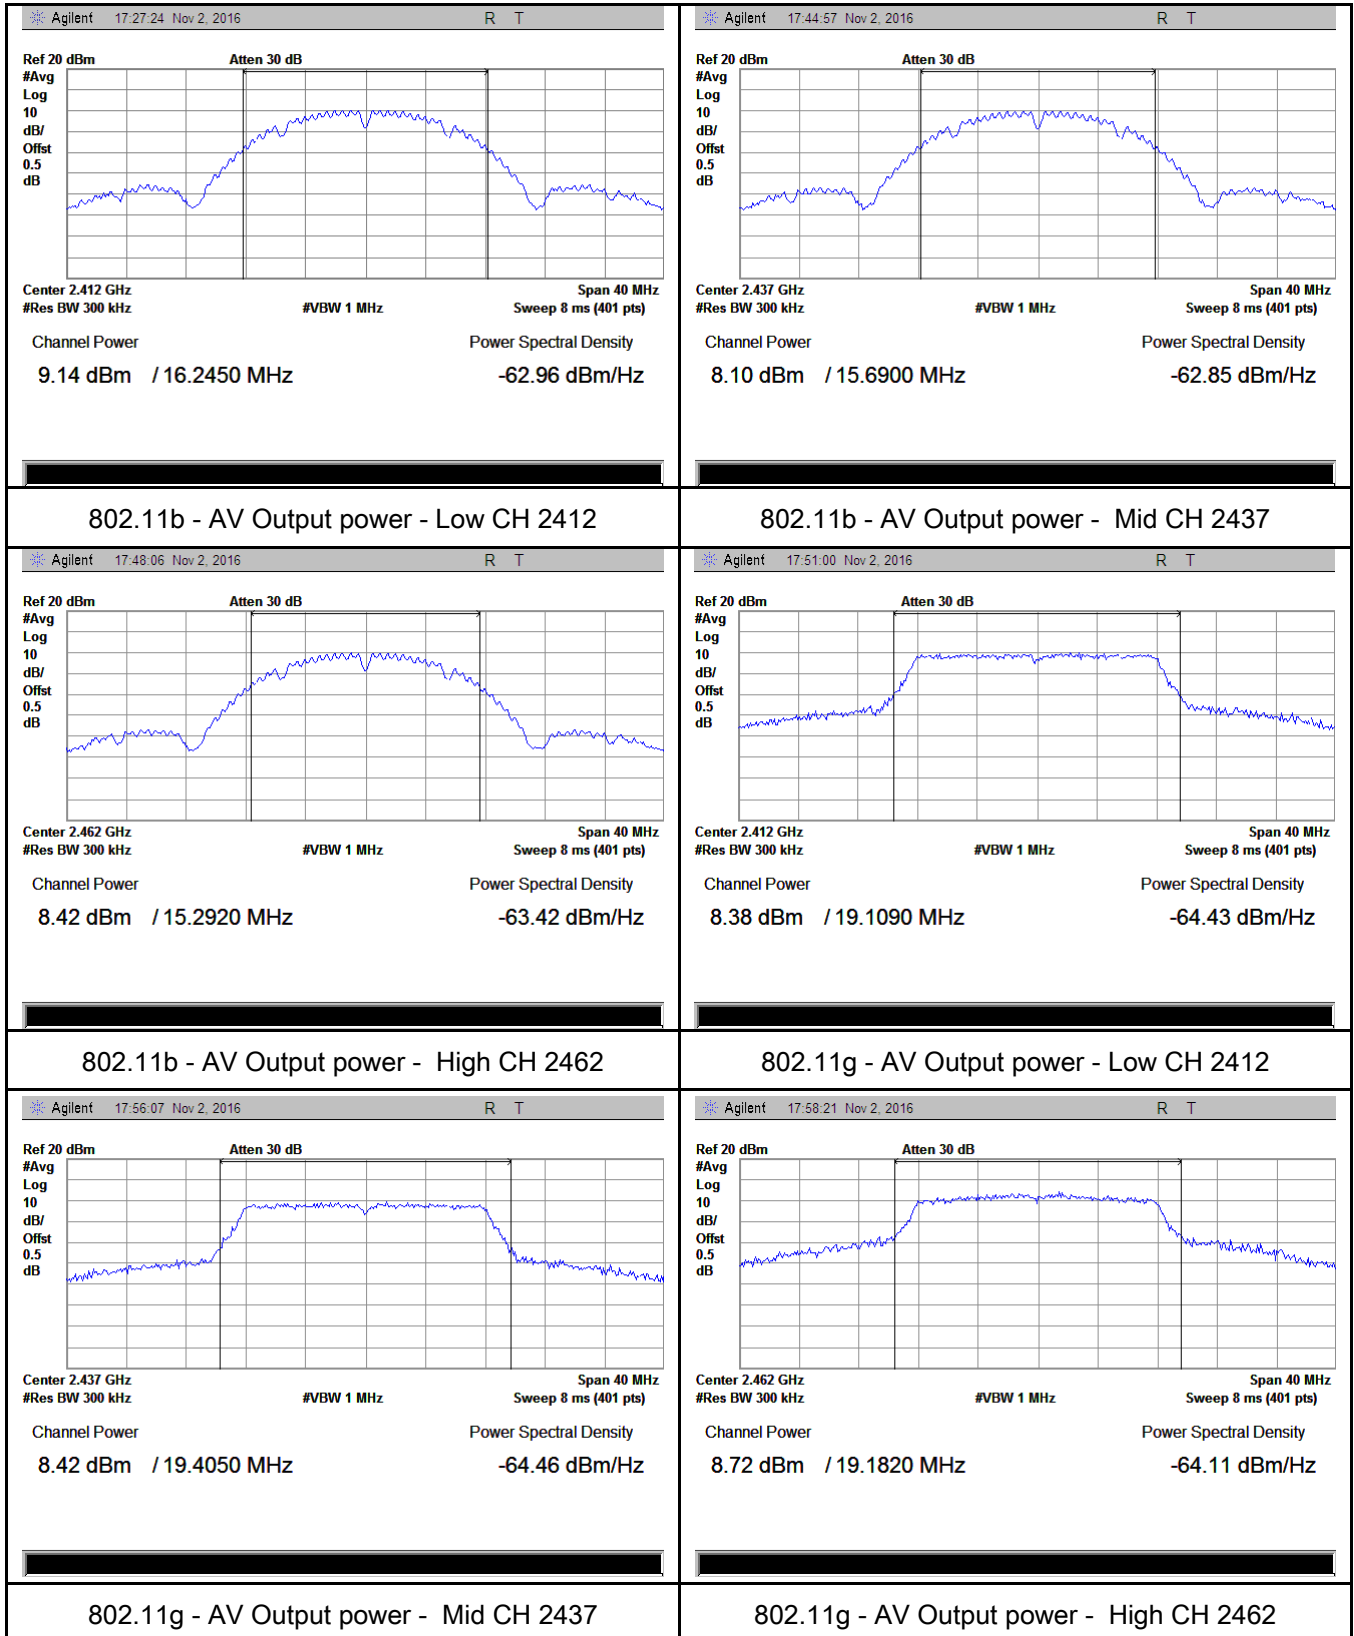 Agilent 17:27:24 Nov 2, 2016 R T
Ref 20 dBm Atten 30 dB
#Avg
Log
10
dB/
Offst
0.5
dB
Center 2.412 GHz Span 40 MHz
#Res BW 300 kHz #VBW 1 MHz Sweep 8 ms (401 pts)
Channel Power Power Spectral Density
9.14 dBm / 16.2450 MHz -62.96 dBm/Hz
802.11b - AV Output power - Low CH 2412
Agilent 17:44:57 Nov 2, 2016 R T
Ref 20 dBm Atten 30 dB
#Avg
Log
10
dB/
Offst
0.5
dB
Center 2.437 GHz Span 40 MHz
#Res BW 300 kHz #VBW 1 MHz Sweep 8 ms (401 pts)
Channel Power Power Spectral Density
8.10 dBm / 15.6900 MHz -62.85 dBm/Hz
802.11b - AV Output power - Mid CH 2437
Agilent 17:48:06 Nov 2, 2016 R T
Ref 20 dBm Atten 30 dB
#Avg
Log
10
dB/
Offst
0.5
dB
Center 2.462 GHz Span 40 MHz
#Res BW 300 kHz #VBW 1 MHz Sweep 8 ms (401 pts)
Channel Power Power Spectral Density
8.42 dBm / 15.2920 MHz -63.42 dBm/Hz
802.11b - AV Output power - High CH 2462
Agilent 17:51:00 Nov 2, 2016 R T
Ref 20 dBm Atten 30 dB
#Avg
Log
10
dB/
Offst
0.5
dB
Center 2.412 GHz Span 40 MHz
#Res BW 300 kHz #VBW 1 MHz Sweep 8 ms (401 pts)
Channel Power Power Spectral Density
8.38 dBm / 19.1090 MHz -64.43 dBm/Hz
802.11g - AV Output power - Low CH 2412
Agilent 17:56:07 Nov 2, 2016 R T
Ref 20 dBm Atten 30 dB
#Avg
Log
10
dB/
Offst
0.5
dB
Center 2.437 GHz Span 40 MHz
#Res BW 300 kHz #VBW 1 MHz Sweep 8 ms (401 pts)
Channel Power Power Spectral Density
8.42 dBm / 19.4050 MHz -64.46 dBm/Hz
802.11g - AV Output power - Mid CH 2437
Agilent 17:58:21 Nov 2, 2016 R T
Ref 20 dBm Atten 30 dB
#Avg
Log
10
dB/
Offst
0.5
dB
Center 2.462 GHz Span 40 MHz
#Res BW 300 kHz #VBW 1 MHz Sweep 8 ms (401 pts)
Channel Power Power Spectral Density
8.72 dBm / 19.1820 MHz -64.11 dBm/Hz
802.11g - AV Output power - High CH 2462